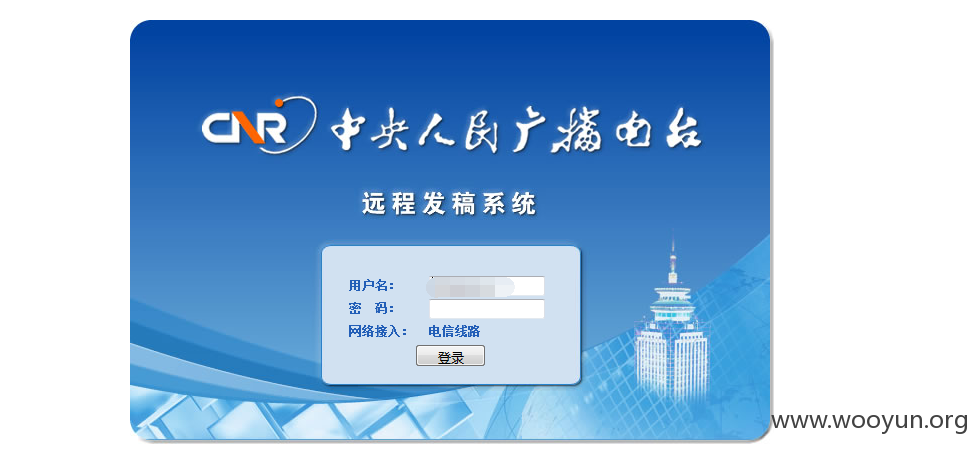 CNR 中央人民广播电台
远程发稿系统
用户名：
密 码：
网络接入： 电信线路
登录
www.wooyun.org